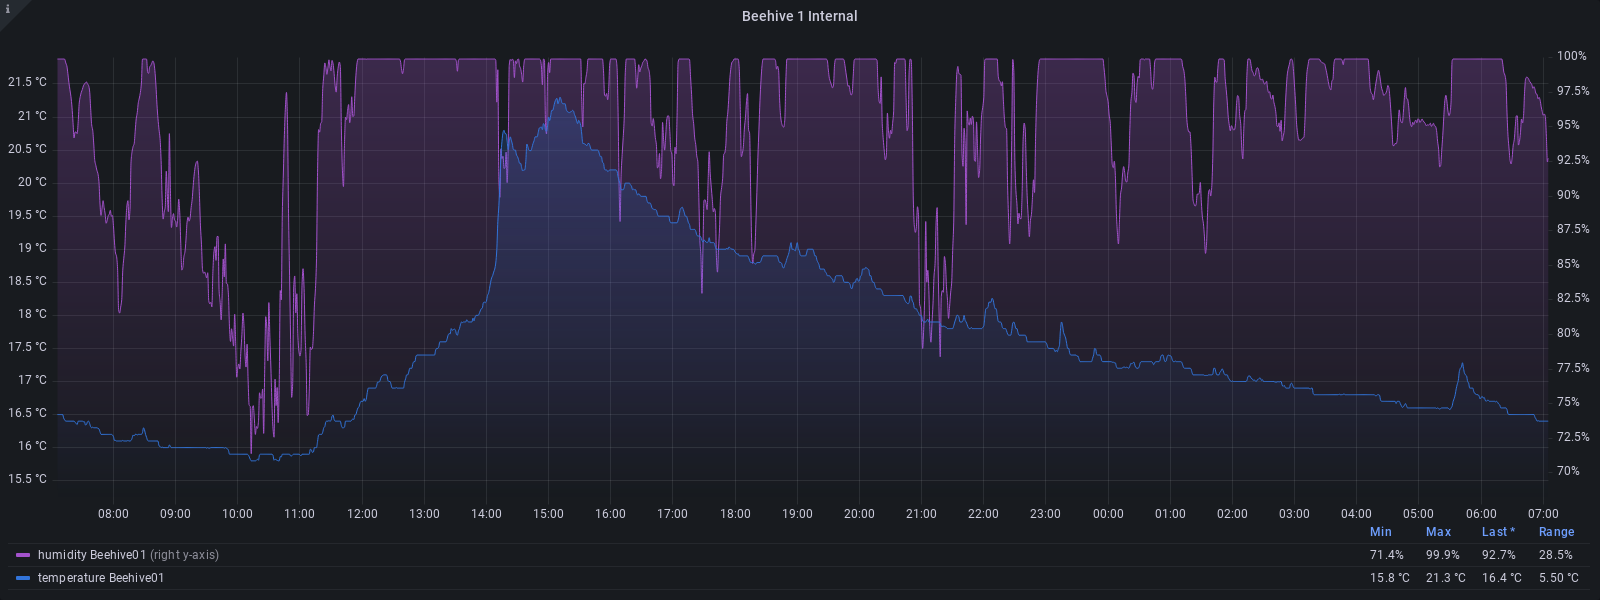 i
Beehive 1 Internal
21.5 °C
21 °C
20.5 °C
20 °C
19.5 °C
19 °C
18.5 °C
18 °C
17.5 °C
17 °C
16.5 °C
16 °C
15.5 °C
100%
97.5%
95%
92.5%
90%
87.5%
85%
82.5%
80%
77.5%
75%
72.5%
70%
08:00 09:00 10:00 11:00 12:00 13:00 14:00 15:00 16:00 17:00 18:00 19:00 20:00 21:00 22:00 23:00 00:00 01:00 02:00 03:00 04:00 05:00 06:00 07:00
Min Max Last * Range
humidity Beehive01 (right y-axis) 71.4% 99.9% 92.7% 28.5%
temperature Beehive01 15.8 °C 21.3 °C 16.4 °C 5.50 °C